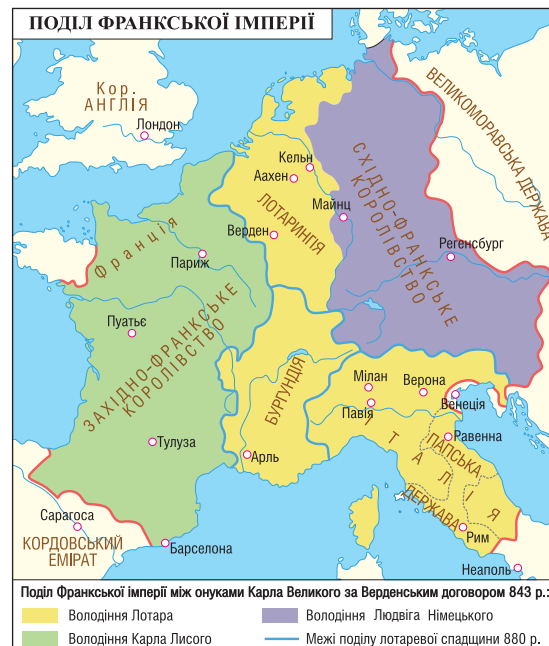 ПОДІЛ ФРАНКСЬКОЇ ІМПЕРІЇ
Кор.
АНГЛІЯ
Лондон
ВЕЛИКОМОРАВСЬКА ДЕРЖАВА
Кельн
Аахен
ЛОТАРИНГІЯ
Майнц
СХІДНО-ФРАНКСЬКЕ
КОРОЛІВСТВО
Верден
Регенсбург
Франція
Париж
Пуатьє
ЗАХІДНО-ФРАНКСЬКЕ
КОРОЛІВСТВО
БУРГУНДІЯ
Мілан
Верона
Венеція
Павія
Равенна
ІТАЛІЯ
ПАПСЬКА
ДЕРЖАВА
Тулуза
Арль
Рим
Сарагоса
КОРДОВСЬКИЙ
ЕМІРАТ
Барселона
Неаполь
Поділ Франкської імперії між онуками Карла Великого за Верденським договором 843 р.:
Володіння Лотара
Володіння Людвіга Німецького
Володіння Карла Лисого
Межі поділу лотаревої спадщини 880 р.